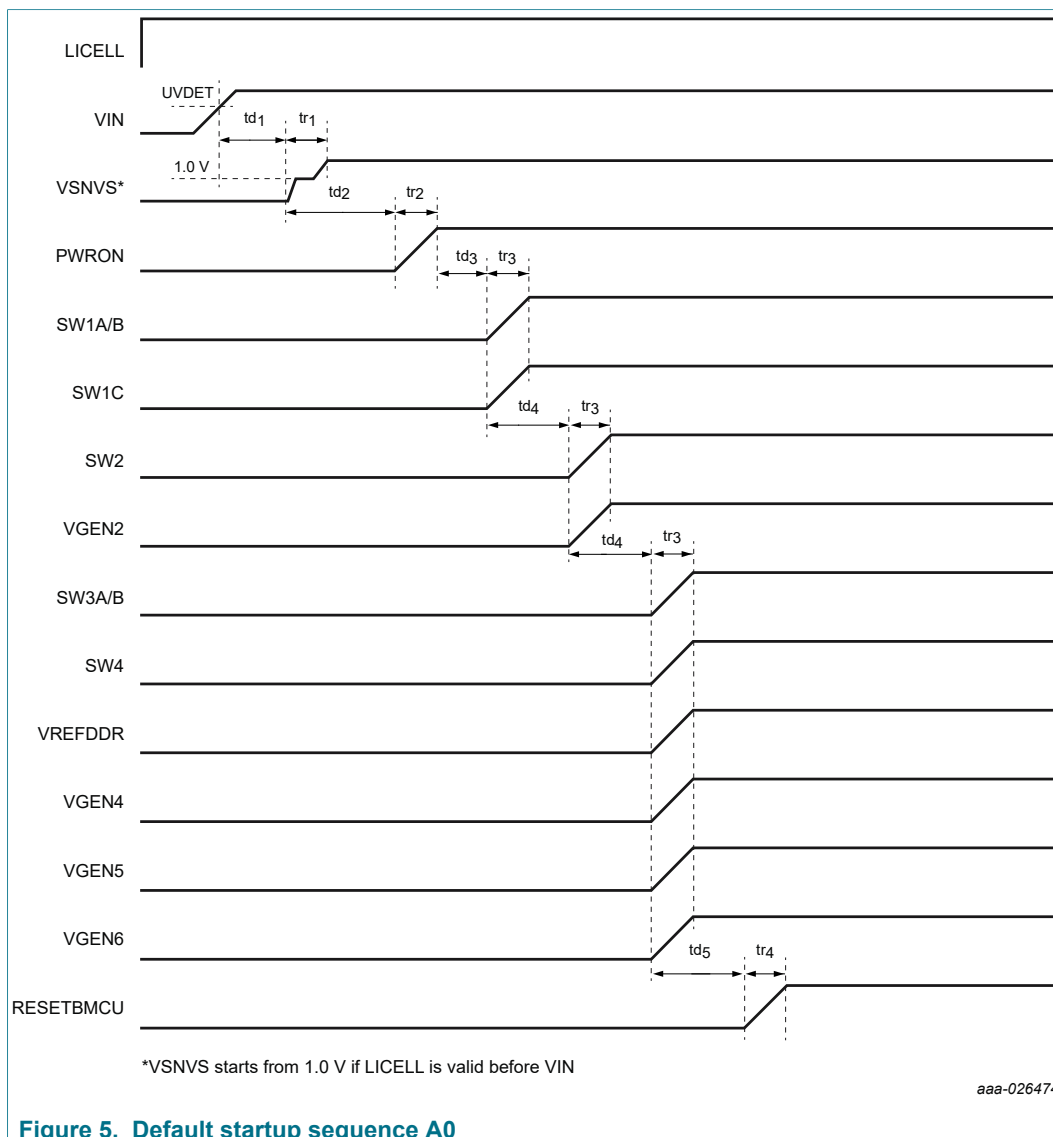 LICELL
UVDET
VIN
td1 tr1
1.0 V
VSNVS*
td2 tr2
PWRON
td3 tr3
SW1A/B
SW1C
td4 tr3
SW2
VGEN2
td4 tr3
SW3A/B
SW4
VREFDDR
VGEN4
VGEN5
VGEN6
td5 tr4
RESETBMCU
*VSNVS starts from 1.0 V if LICELL is valid before VIN
aaa-026474
Figure 5. Default startup sequence A0